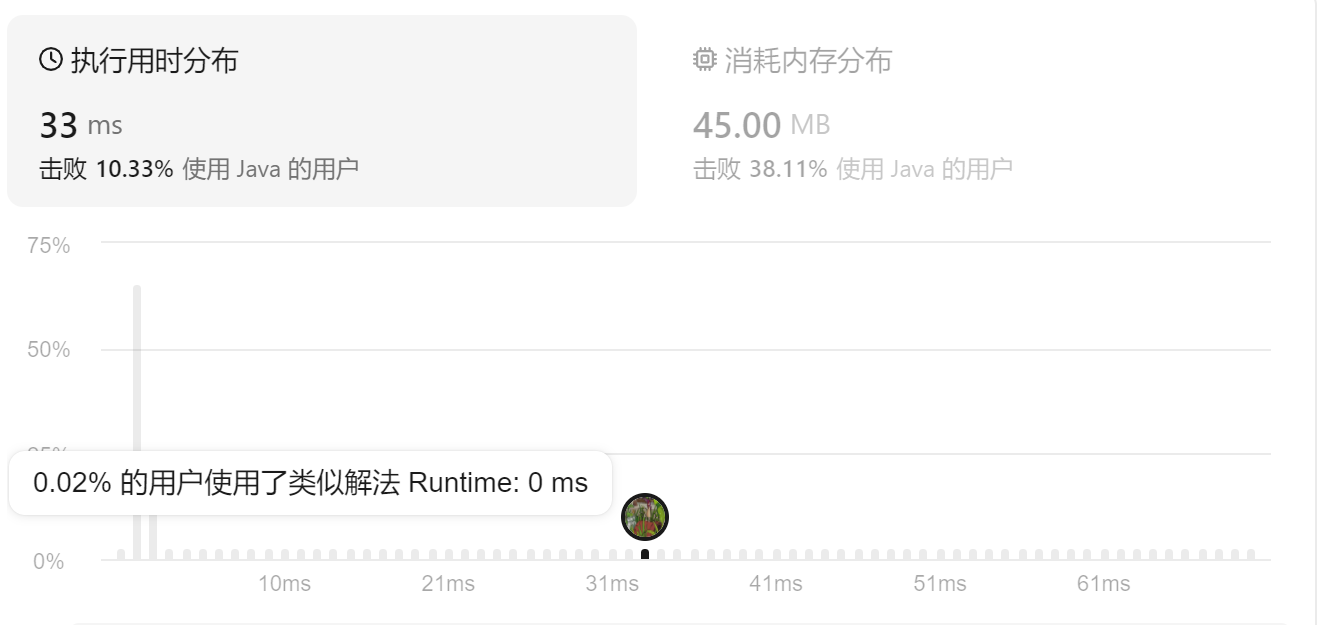 执行用时分布
33 ms
击败 10.33% 使用 Java 的用户
消耗内存分布
45.00 MB
击败 38.11% 使用 Java 的用户
75%
50%
25%
0.02% 的用户使用了类似解法 Runtime: 0 ms
0%
10ms 21ms 31ms 41ms 51ms 61ms